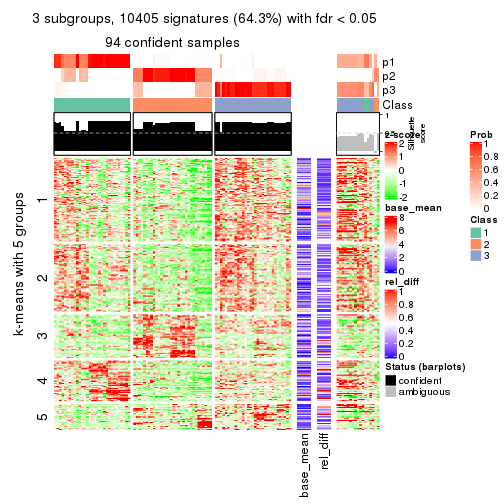 3 subgroups, 10405 signatures (64.3%) with fdr < 0.05
94 confident samples
p1
p2
p3
Class
1
Silhouette
score
k-means with 5 groups
1
2
3
4
5
base_mean
rel_diff
z-score
2
1
0
-1
-2
base_mean
8
6
4
2
0
rel_diff
1
0.8
0.6
0.4
0.2
0
Status (barplots)
confident
ambiguous
Prob
1
0.8
0.6
0.4
0.2
0
Class
1
2
3